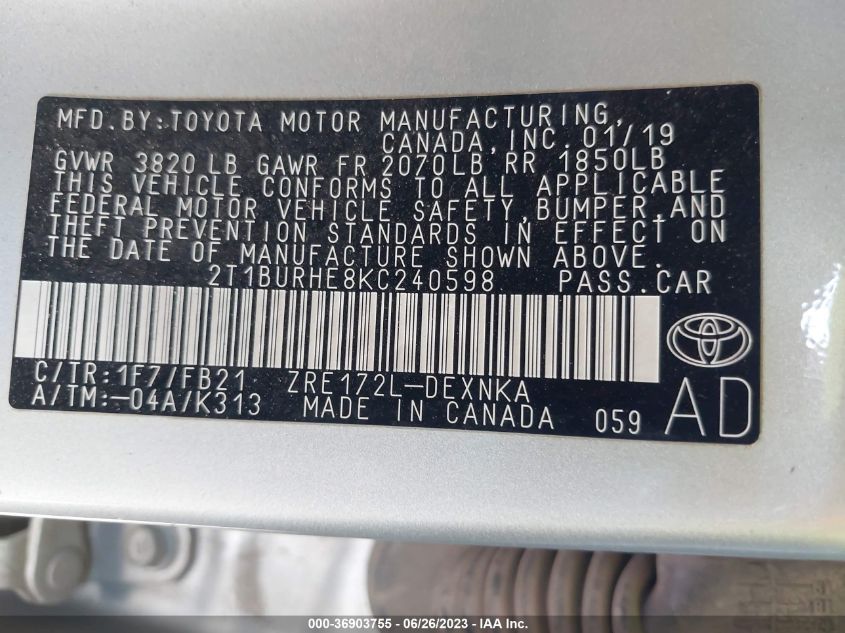 MFD.BY:TOYOTA MOTOR MANUFACTURING,
CANADA,INC.01/19
GVWR 3820LB GAWR FR 2070LB RR 1850LB
THIS VEHICLE CONFORMS TO ALL APPLICABLE
FEDERAL MOTOR VEHICLE SAFETY,BUMPER,AND
THEFT PREVENTION STANDARDS IN EFFECT ON
THE DATE OF MANUFACTURE SHOWN ABOVE.
2T1BURHE8KC240598 PASS.CAR
C/TR:1F7/FB21 ZRE172L-DEXNKA
A/TM:-04A/K313 MADE IN CANADA 059 AD
000-36903755 - 06/26/2023 - IAA Inc.